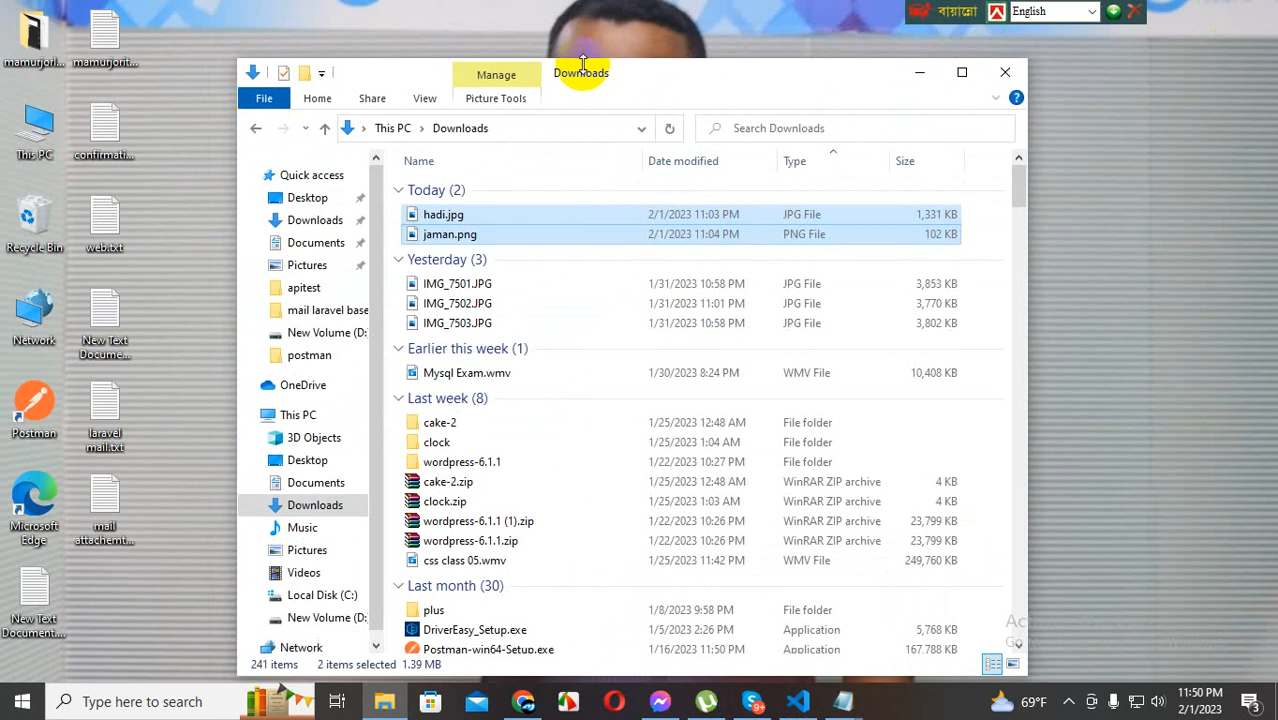 বায়ান্নো
English
mamurjol...
mamurjorit...
This PC
confirmati...
Recycle Bin
web.txt
Network
New Text
Docume...
Postman
laravel
mail.txt
Microsoft
Edge
mail
attachemt...
New Text
Document...
Manage
Downloads
File
Home
Share
View
Picture Tools
This PC
Downloads
Search Downloads
Name
Date modified
Type
Size
Quick access
Desktop
Downloads
Documents
Pictures
apitest
mail laravel base
New Volume (D:
postman
OneDrive
This PC
3D Objects
Desktop
Documents
Downloads
Music
Pictures
Videos
Local Disk (C:)
New Volume (D:
Network
Today (2)
hadi.jpg 2/1/2023 11:03 PM JPG File 1,331 KB
jaman.png 2/1/2023 11:04 PM PNG File 102 KB
Yesterday (3)
IMG_7501.JPG 1/31/2023 10:58 PM JPG File 3,853 KB
IMG_7502.JPG 1/31/2023 11:01 PM JPG File 3,770 KB
IMG_7503.JPG 1/31/2023 10:58 PM JPG File 3,802 KB
Earlier this week (1)
Mysql Exam.wmv 1/30/2023 8:24 PM WMV File 10,408 KB
Last week (8)
cake-2 1/25/2023 12:48 AM File folder
clock 1/25/2023 1:04 AM File folder
wordpress-6.1.1 1/22/2023 10:27 PM File folder
cake-2.zip 1/25/2023 12:48 AM WinRAR ZIP archive 4 KB
clock.zip 1/25/2023 1:03 AM WinRAR ZIP archive 4 KB
wordpress-6.1.1 (1).zip 1/22/2023 10:26 PM WinRAR ZIP archive 23,799 KB
wordpress-6.1.1.zip 1/22/2023 10:26 PM WinRAR ZIP archive 23,799 KB
css class 05.wmv 1/25/2023 11:42 PM WMV File 249,760 KB
Last month (30)
plus 1/8/2023 9:58 PM File folder
DriverEasy_Setup.exe 1/5/2023 2:26 PM Application 5,768 KB
Postman-win64-Setup.exe 1/16/2023 11:50 PM Application 167,788 KB
241 items 2 items selected 1.39 MB
Type here to search
9+
69°F
11:50 PM
2/1/2023
3